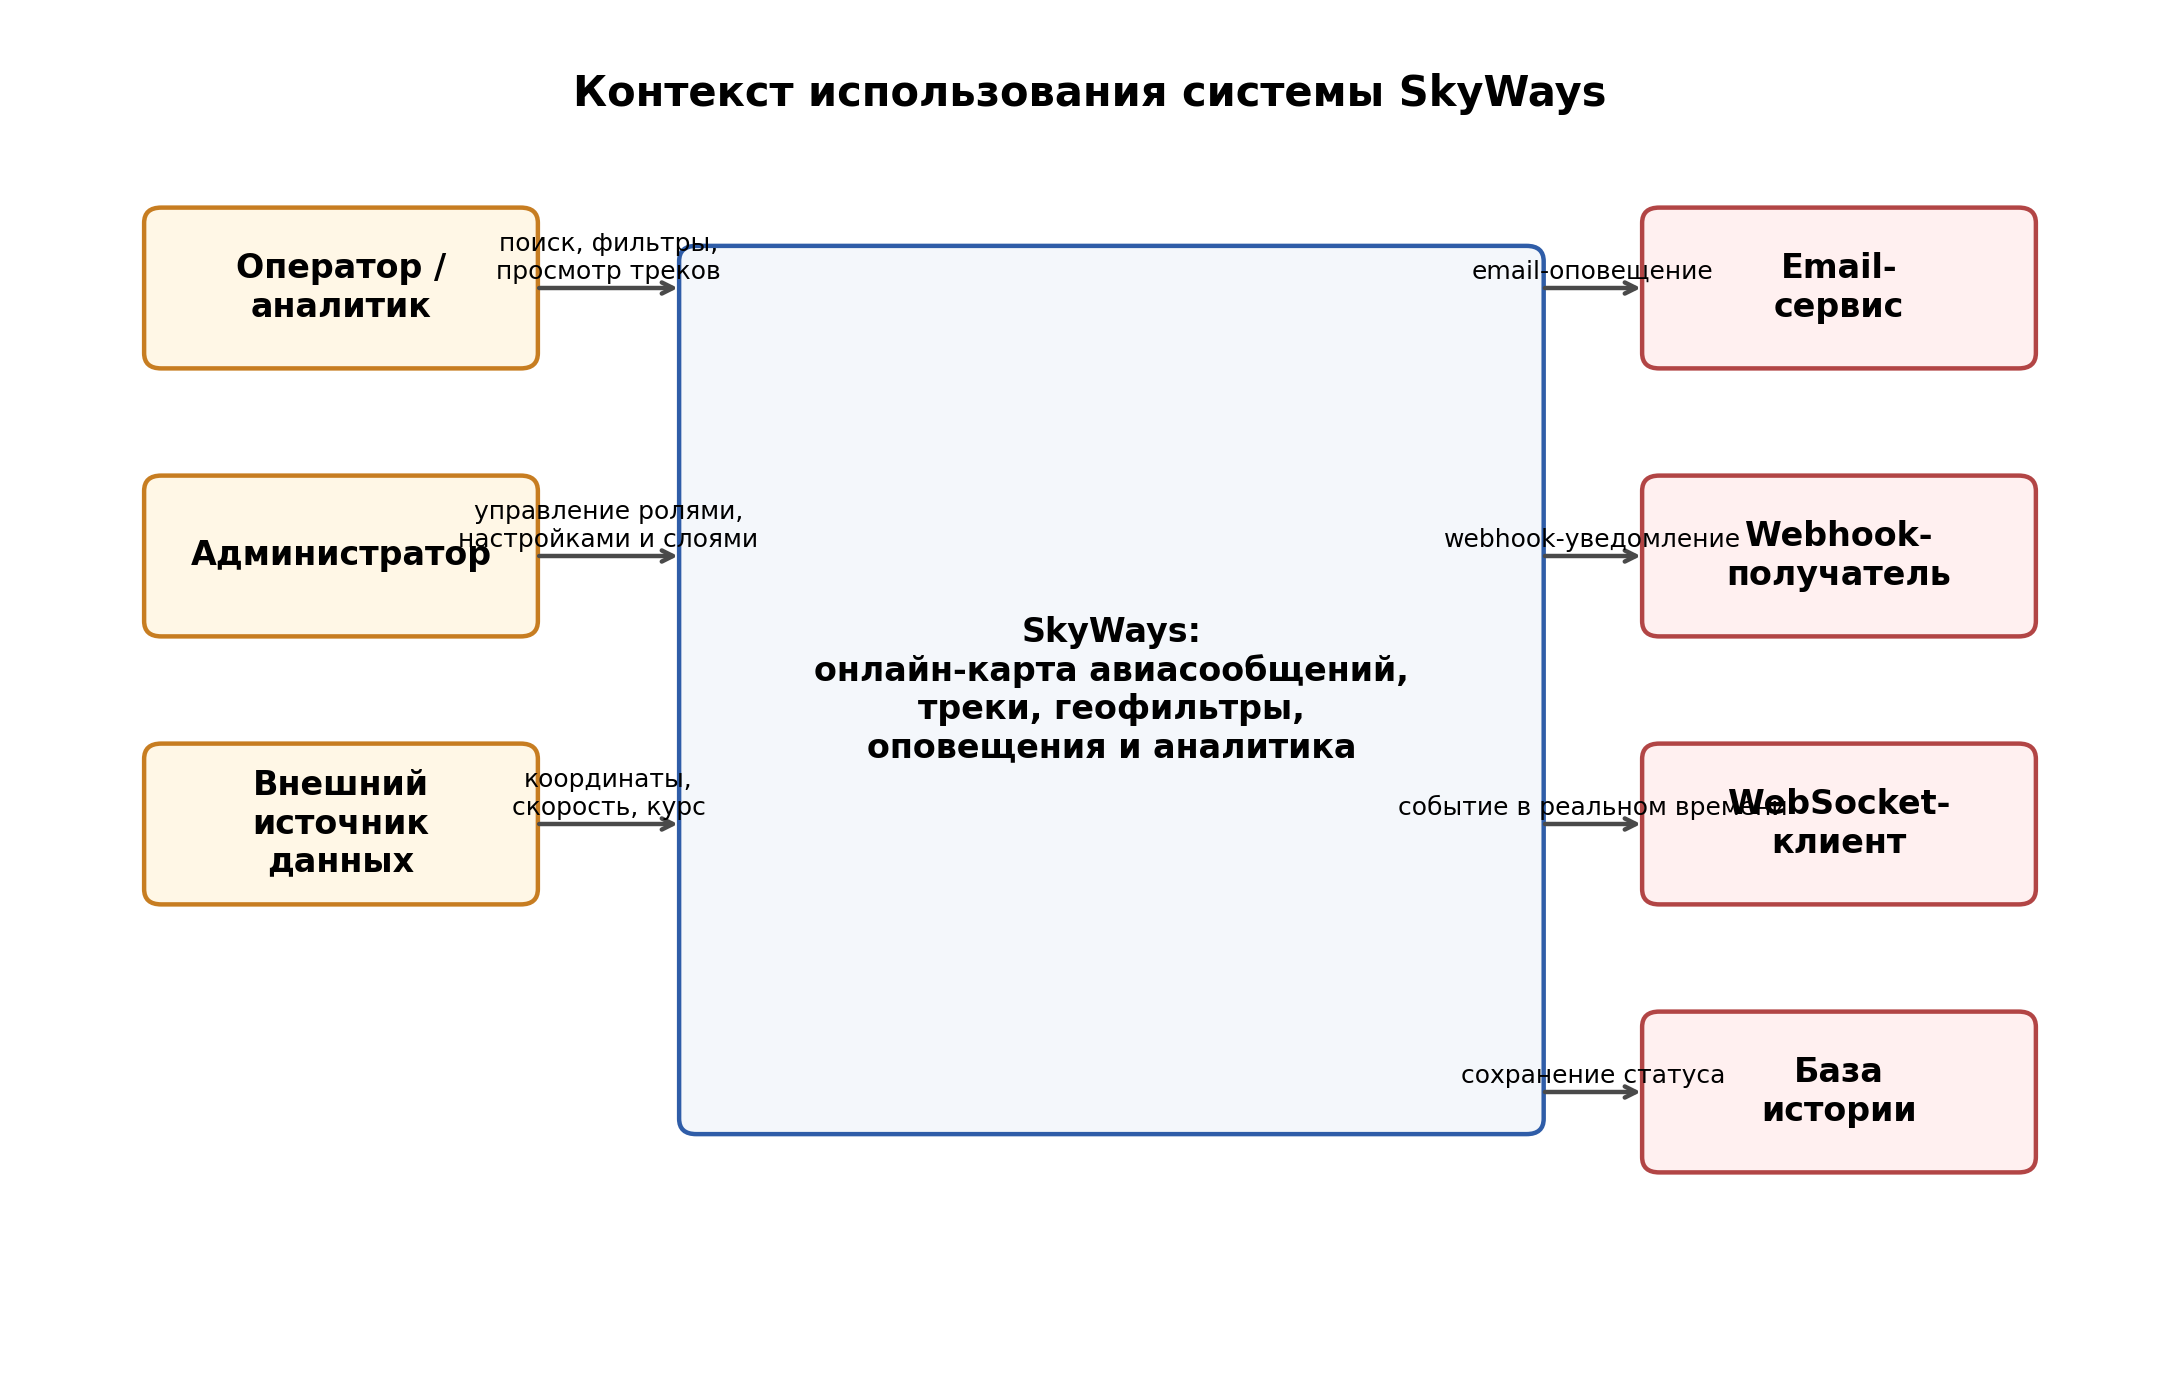 Контекст использования системы SkyWays
Оператор /
аналитик
поиск, фильтры,
просмотр треков
Администратор
управление ролями,
настройками и слоями
Внешний
источник
данных
координаты,
скорость, курс
SkyWays:
онлайн-карта авиасообщений,
треки, геофильтры,
оповещения и аналитика
email-оповещение
Email-
сервис
webhook-уведомление
Webhook-
получатель
событие в реальном времени
WebSocket-
клиент
сохранение статуса
База
истории